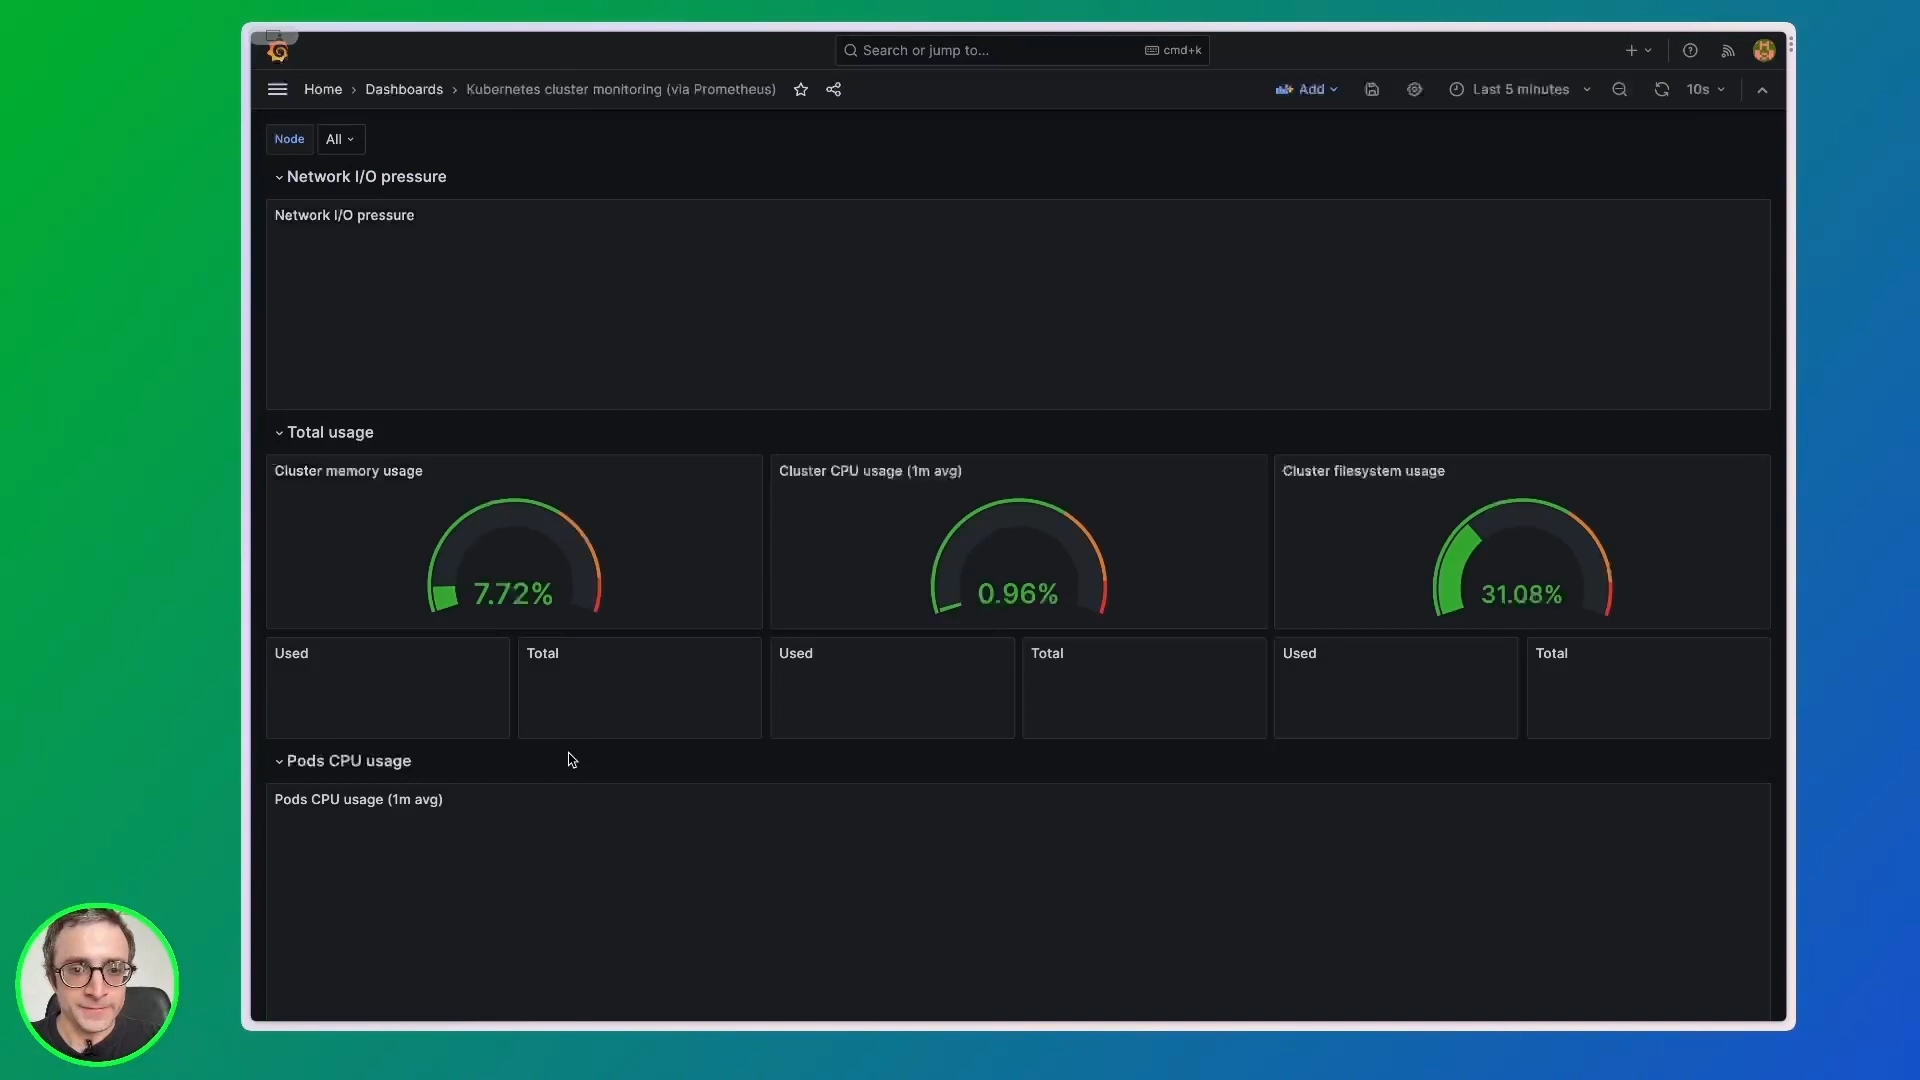 Search or jump to... cmd+k
Home › Dashboards › Kubernetes cluster monitoring (via Prometheus) Add Last 5 minutes 10s
Node All
Network I/O pressure
Network I/O pressure
Total usage
Cluster memory usage Cluster CPU usage (1m avg) Cluster filesystem usage
7.72% 0.96% 31.08%
Used Total Used Total Used Total
Pods CPU usage
Pods CPU usage (1m avg)